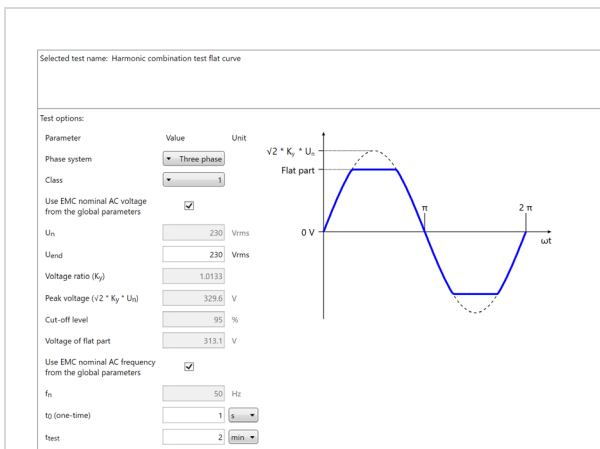 Selected test name: Harmonic combination test flat curve
Test options:
Parameter Value Unit
Phase system Three phase
Class 1
Use EMC nominal AC voltage
from the global parameters
Un 230 Vrms
Uend 230 Vrms
Voltage ratio (Ky) 1.0133
Peak voltage (√2 * Ky * Un) 329.6 V
Cut-off level 95 %
Voltage of flat part 313.1 V
Use EMC nominal AC frequency
from the global parameters
fn 50 Hz
t0 (one-time) 1 s
ttest 2 min
√2 * Ky * Un
Flat part
0 V
π
2 π
ωt